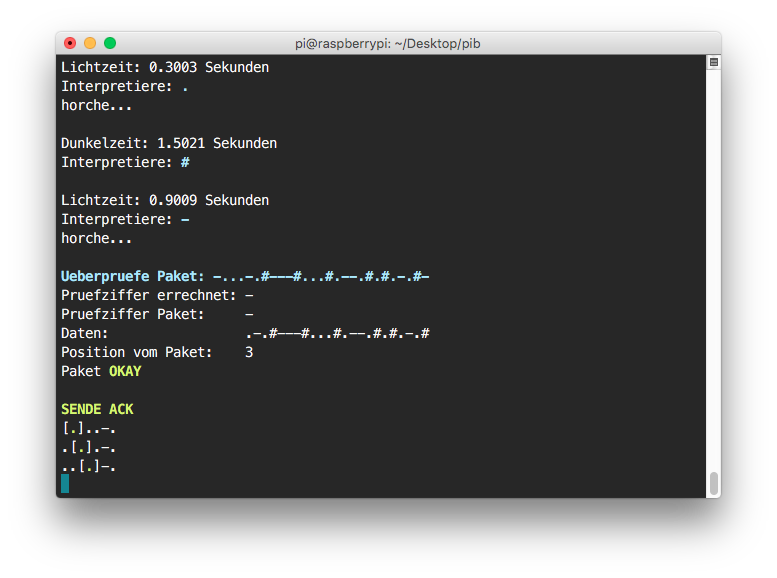 pi@raspberrypi: ~/Desktop/pib
Lichtzeit: 0.3003 Sekunden
Interpretiere: .
horche...
Dunkelzeit: 1.5021 Sekunden
Interpretiere: #
Lichtzeit: 0.9009 Sekunden
Interpretiere: -
horche...
Ueberpruefe Paket: -...-.#---#...#.--.#.#.-.#-
Pruefziffer errechnet: -
Pruefziffer Paket: -
Daten: .-.#---#...#.--.#.#.-.#
Position vom Paket: 3
Paket OKAY
SENDE ACK
[.]..-.
.[.].-.
..[.]-.